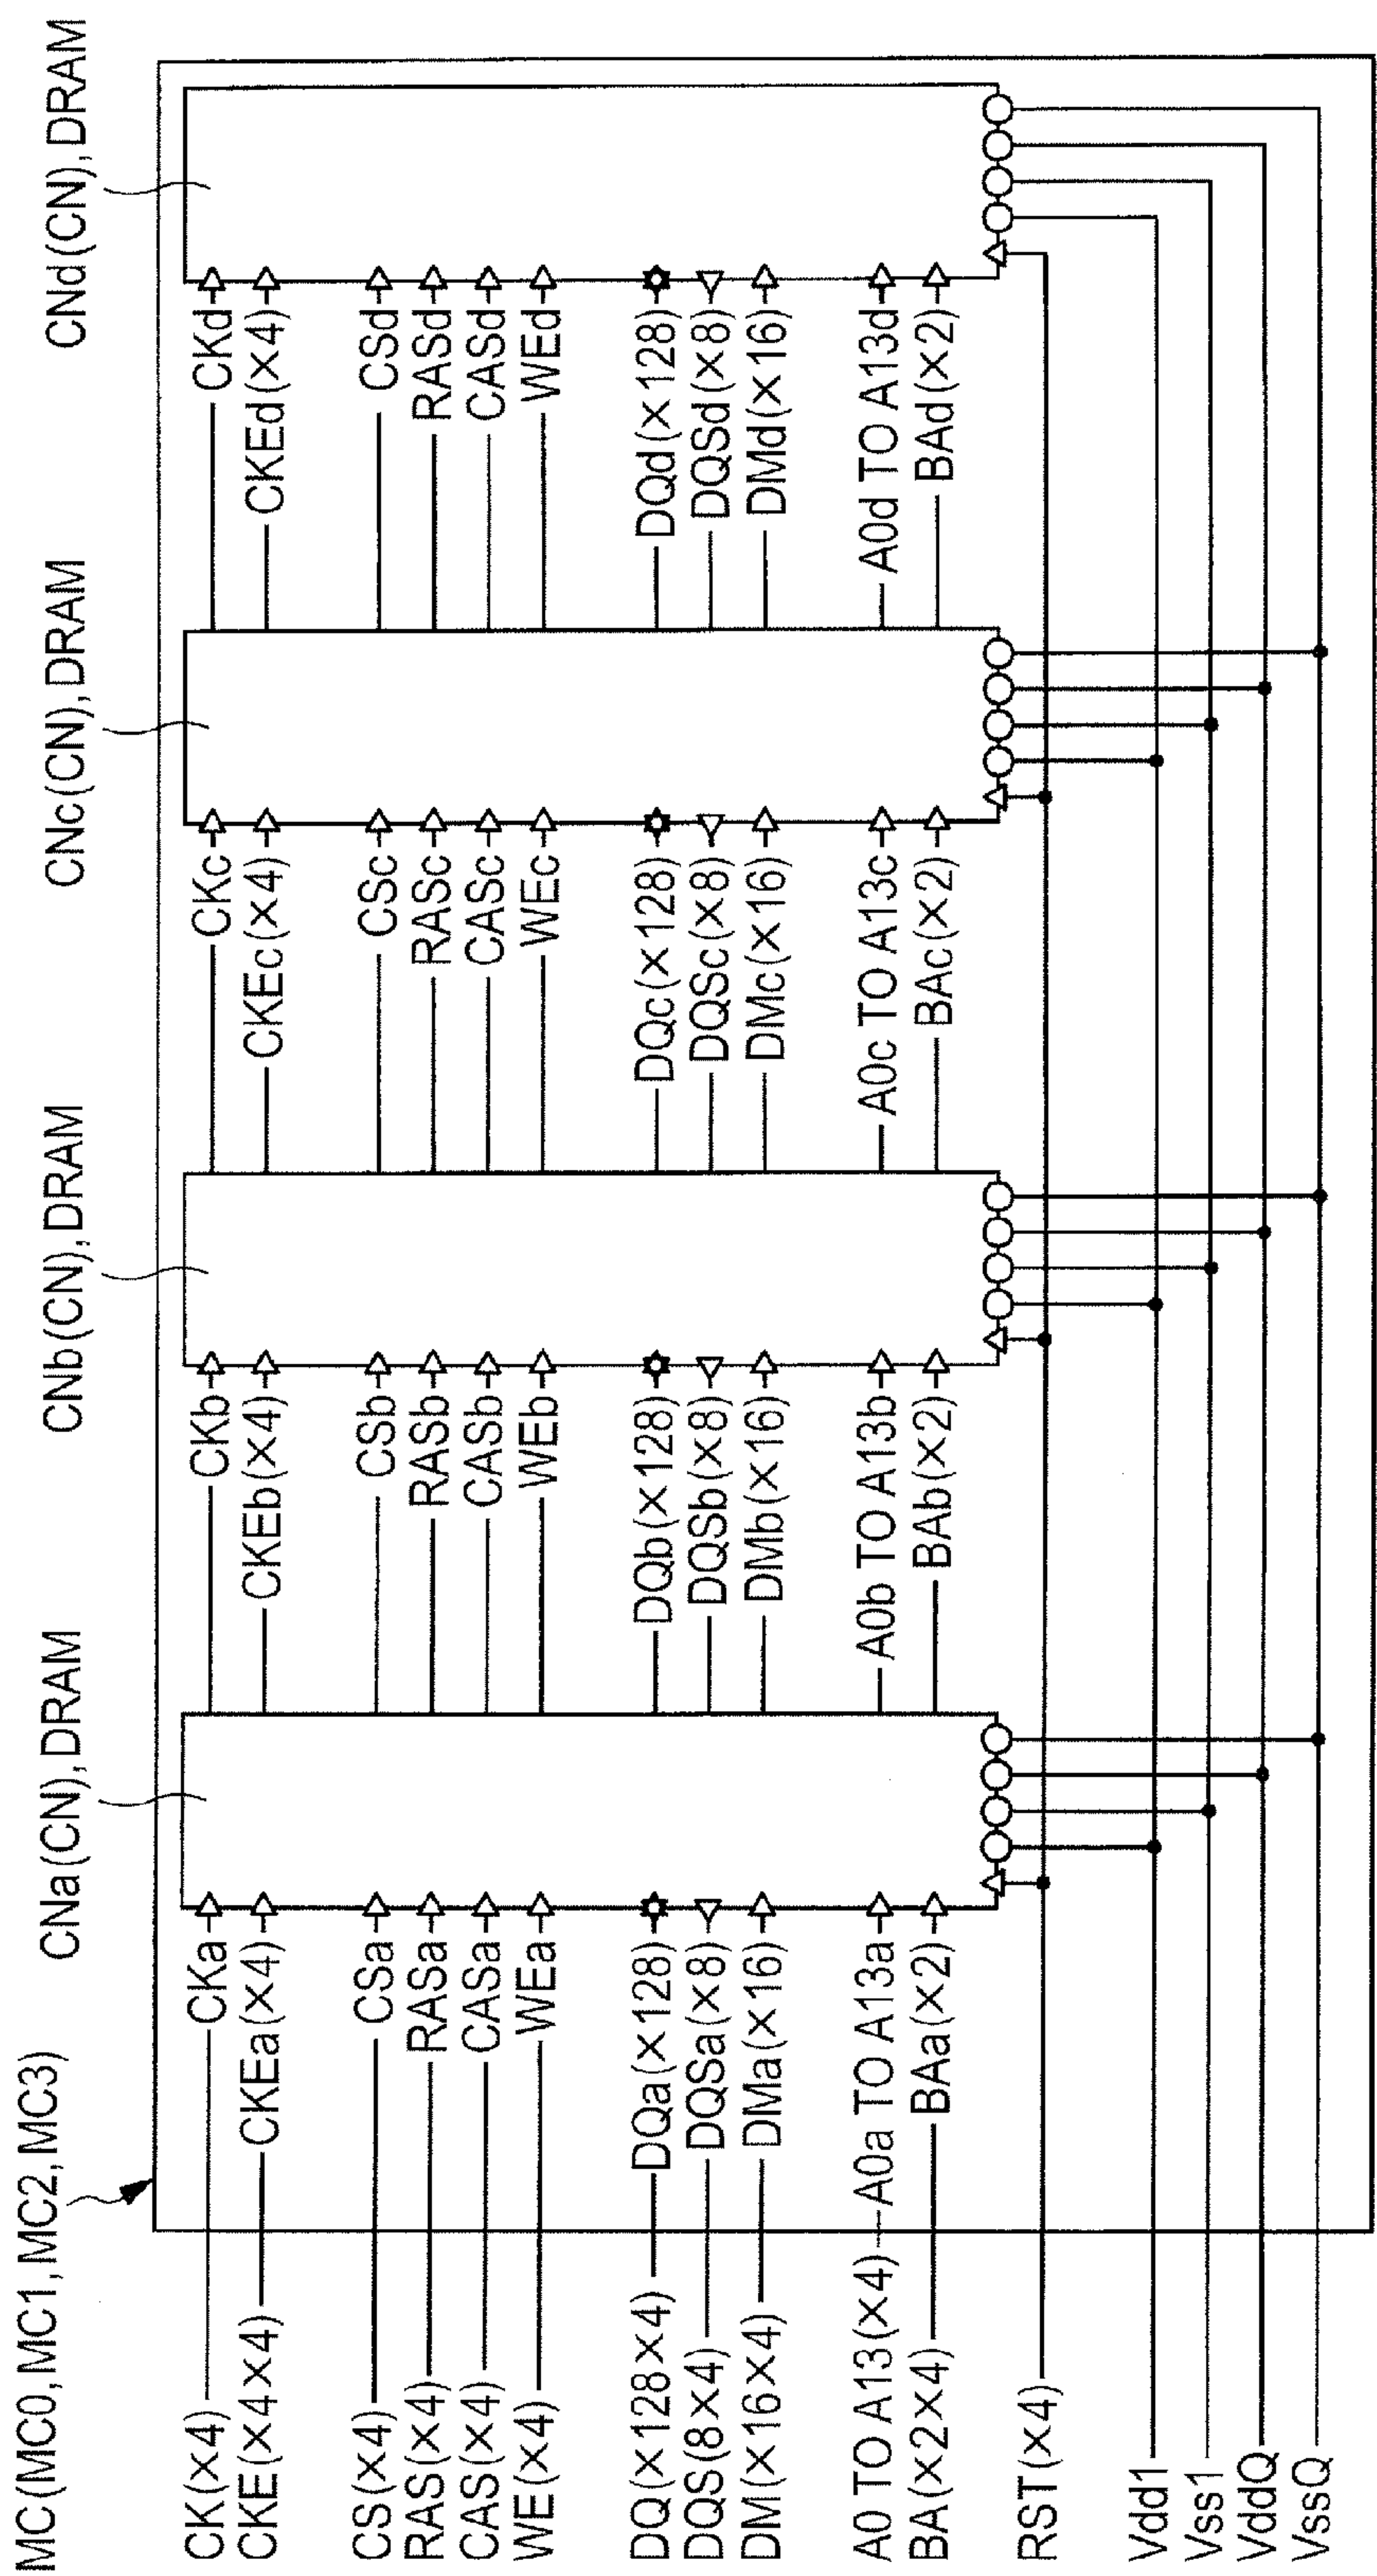 MC(MC0,MC1,MC2,MC3)
CNa(CN),DRAM
CNb(CN),DRAM
CNc(CN),DRAM
CNd(CN),DRAM
CK(×4)
CKa
CKb
CKc
CKd
CKE(×4×4)
CKEa(×4)
CKEb(×4)
CKEc(×4)
CKEd(×4)
CS(×4)
CSa
CSb
CSc
CSd
RAS(×4)
RASa
RASb
RASc
RASd
CAS(×4)
CASa
CASb
CASc
CASd
WE(×4)
WEa
WEb
WEc
WEd
DQ(×128×4)
DQa(×128)
DQb(×128)
DQc(×128)
DQd(×128)
DQS(8×4)
DQSa(×8)
DQSb(×8)
DQSc(×8)
DQSd(×8)
DM(×16×4)
DMa(×16)
DMb(×16)
DMc(×16)
DMd(×16)
A0 TO A13(×4)
A0a TO A13a
A0b TO A13b
A0c TO A13c
A0d TO A13d
BA(×2×4)
BAa(×2)
BAb(×2)
BAc(×2)
BAd(×2)
RST(×4)
Vdd1
Vss1
VddQ
VssQ